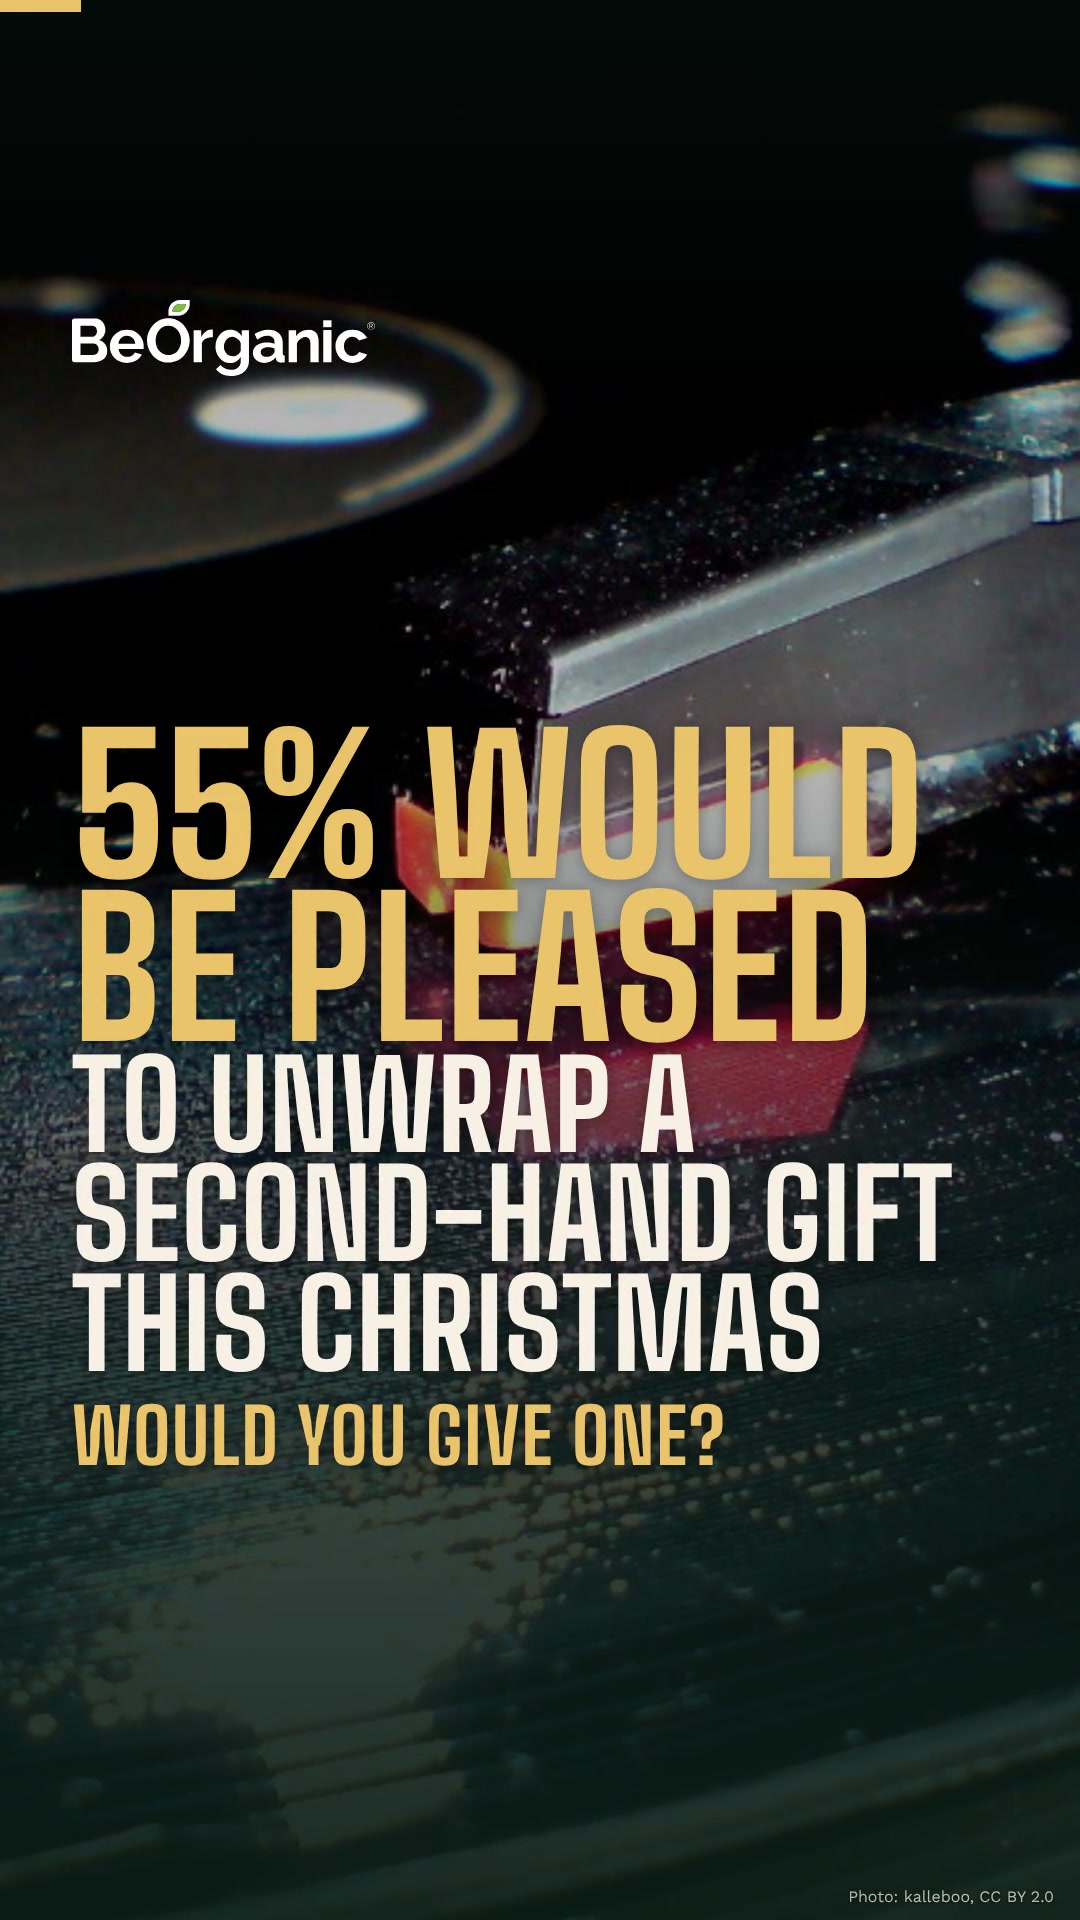 BeOrganic®
55% WOULD
BE PLEASED
TO UNWRAP A
SECOND-HAND GIFT
THIS CHRISTMAS
WOULD YOU GIVE ONE?
Photo: kalleboo, CC BY 2.0